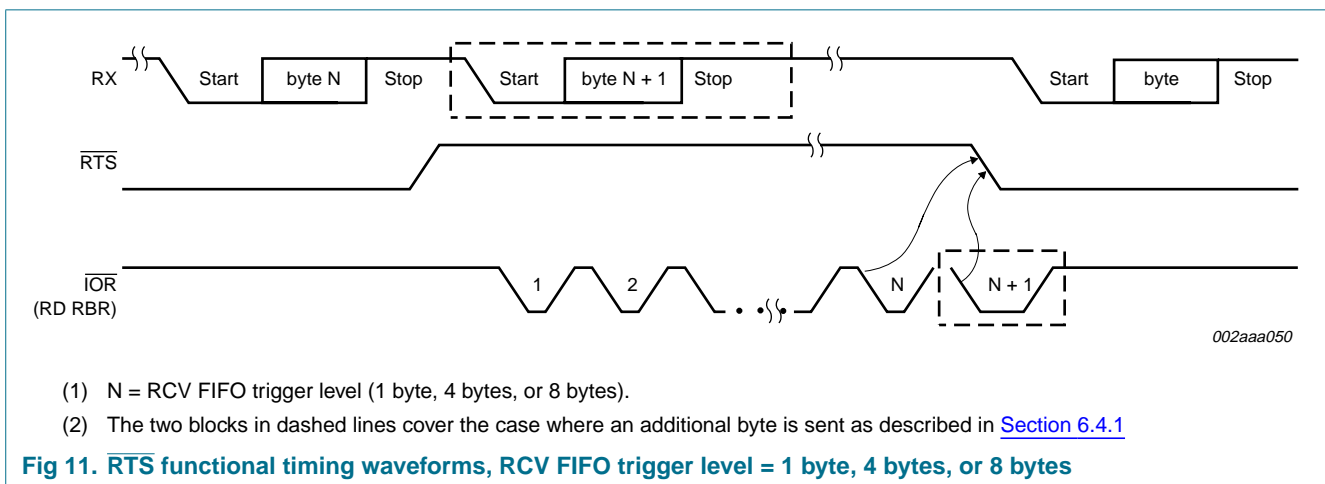 RX Start byte N Stop Start byte N + 1 Stop Start byte Stop
RTS
IOR 1 2 N N + 1
(RD RBR)
002aaa050
(1) N = RCV FIFO trigger level (1 byte, 4 bytes, or 8 bytes).
(2) The two blocks in dashed lines cover the case where an additional byte is sent as described in Section 6.4.1
Fig 11. RTS functional timing waveforms, RCV FIFO trigger level = 1 byte, 4 bytes, or 8 bytes